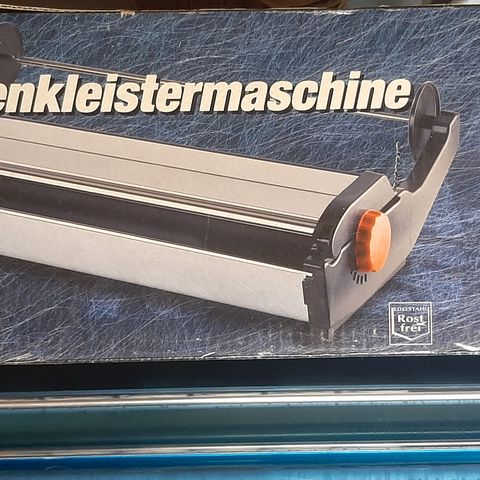 enkleistermaschine
EDELSTAHL
Rost
frei